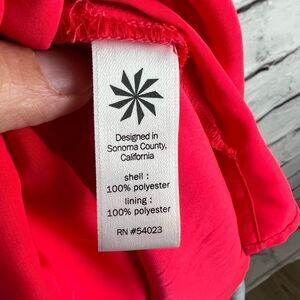 Designed in
Sonoma County,
California
shell :
100% polyester
lining :
100% polyester
RN #54023